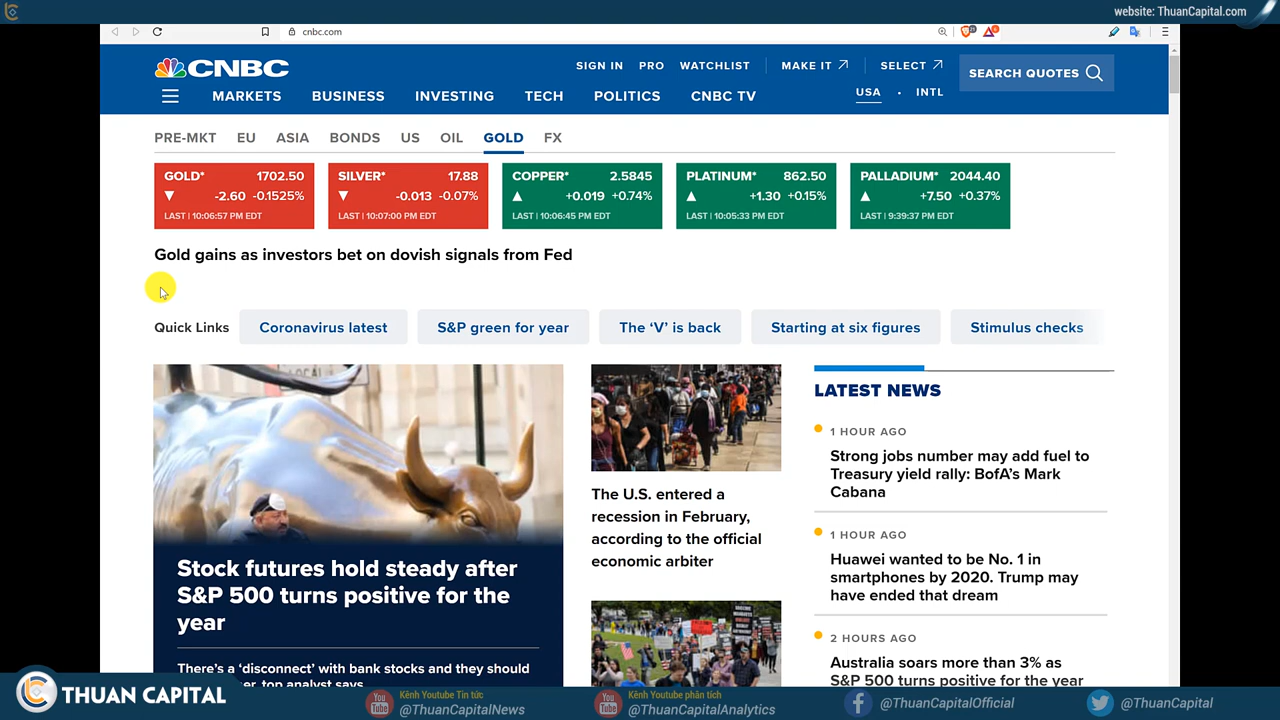 website: ThuanCapital.com
cnbc.com
CNBC
SIGN IN PRO WATCHLIST MAKE IT SELECT
SEARCH QUOTES
MARKETS BUSINESS INVESTING TECH POLITICS CNBC TV
USA • INTL
PRE-MKT EU ASIA BONDS US OIL GOLD FX
GOLD* 1702.50
▼ -2.60 -0.1525%
LAST | 10:06:57 PM EDT
SILVER* 17.88
▼ -0.013 -0.07%
LAST | 10:07:00 PM EDT
COPPER* 2.5845
▲ +0.019 +0.74%
LAST | 10:06:45 PM EDT
PLATINUM* 862.50
▲ +1.30 +0.15%
LAST | 10:05:33 PM EDT
PALLADIUM* 2044.40
▲ +7.50 +0.37%
LAST | 9:39:37 PM EDT
Gold gains as investors bet on dovish signals from Fed
Quick Links Coronavirus latest S&P green for year The ‘V’ is back Starting at six figures Stimulus checks
Stock futures hold steady after
S&P 500 turns positive for the
year
There’s a ‘disconnect’ with bank stocks and they should
top analyst says
The U.S. entered a
recession in February,
according to the official
economic arbiter
LATEST NEWS
1 HOUR AGO
Strong jobs number may add fuel to
Treasury yield rally: BofA’s Mark
Cabana
1 HOUR AGO
Huawei wanted to be No. 1 in
smartphones by 2020. Trump may
have ended that dream
2 HOURS AGO
Australia soars more than 3% as
S&P 500 turns positive for the year
THUAN CAPITAL
Kênh Youtube Tin tức
@ThuanCapitalNews
Kênh Youtube phân tích
@ThuanCapitalAnalytics
@ThuanCapitalOfficial
@ThuanCapital